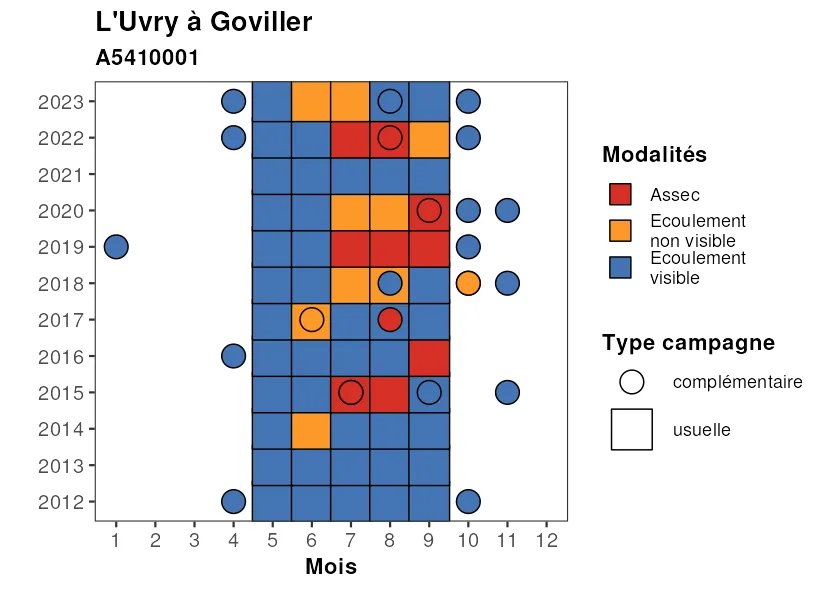 L'Uvry à Goviller
A5410001
2023
2022
2021
2020
2019
2018
2017
2016
2015
2014
2013
2012
1 2 3 4 5 6 7 8 9 10 11 12
Mois
Modalités
Assec
Ecoulement
non visible
Ecoulement
visible
Type campagne
complémentaire
usuelle